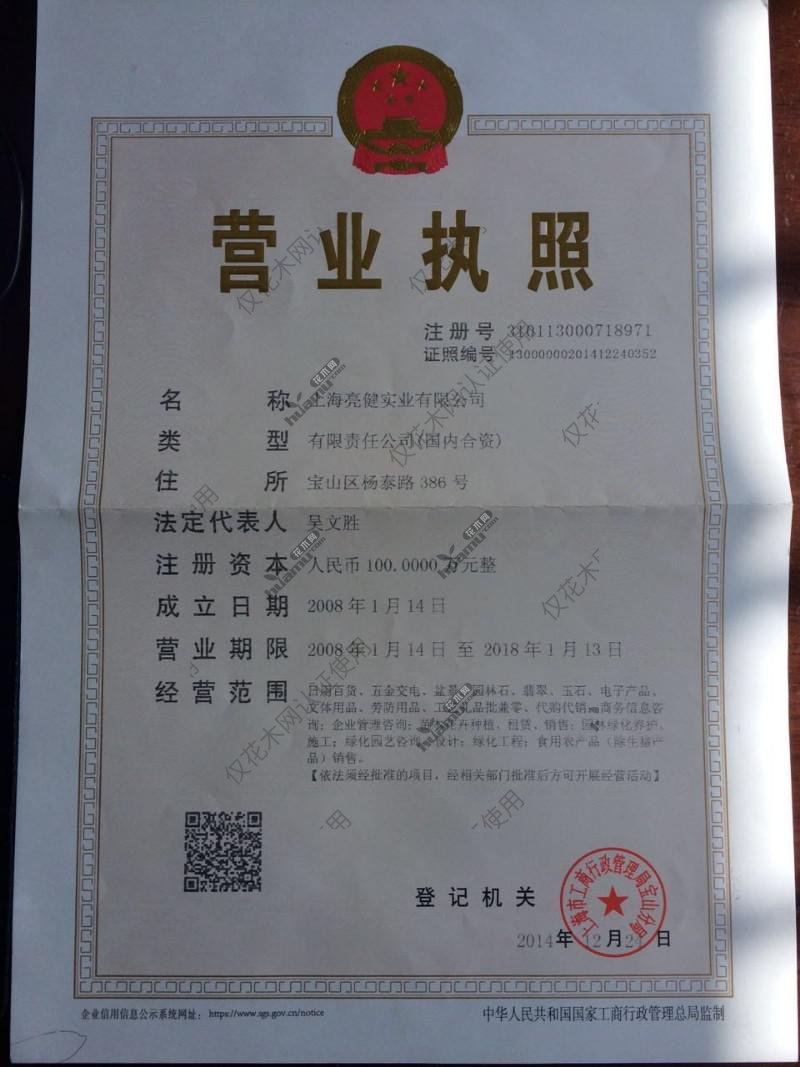 营业执照
注册号 310113000718971
证照编号 13000000201412240352
名称 上海亮健实业有限公司
类型 有限责任公司(国内合资)
住所 宝山区杨泰路386号
法定代表人 吴文胜
注册资本 人民币100.0000万元整
成立日期 2008年1月14日
营业期限 2008年1月14日至2018年1月13日
经营范围 日用百货、五金交电、盆景、园林石、翡翠、玉石、电子产品、
文体用品、劳防用品、工艺礼品批兼零、代购代销,商务信息咨
询;企业管理咨询;苗木花卉种植、租赁、销售;园林绿化养护、
施工;绿化园艺咨询、设计;绿化工程;食用农产品(除生猪产
品)销售。
【依法须经批准的项目,经相关部门批准后方可开展经营活动】
登记机关
上海市工商行政管理局宝山分局
2014年12月24日
企业信用信息公示系统网址: https://www.sgs.gov.cn/notice
中华人民共和国国家工商行政管理总局监制
仅花木网认证使用
花木网
huamu.com